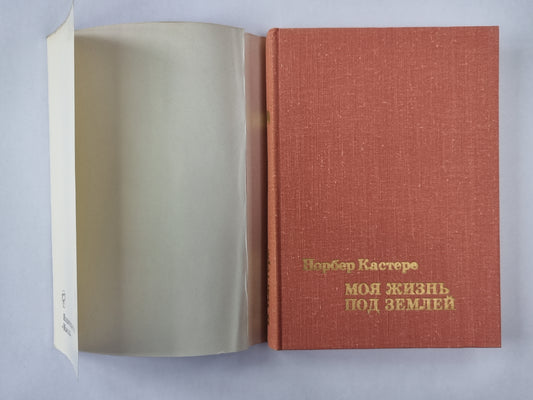 Норбер Кастере
МОЯ ЖИЗНЬ
ПОД ЗЕМЛЕЙ